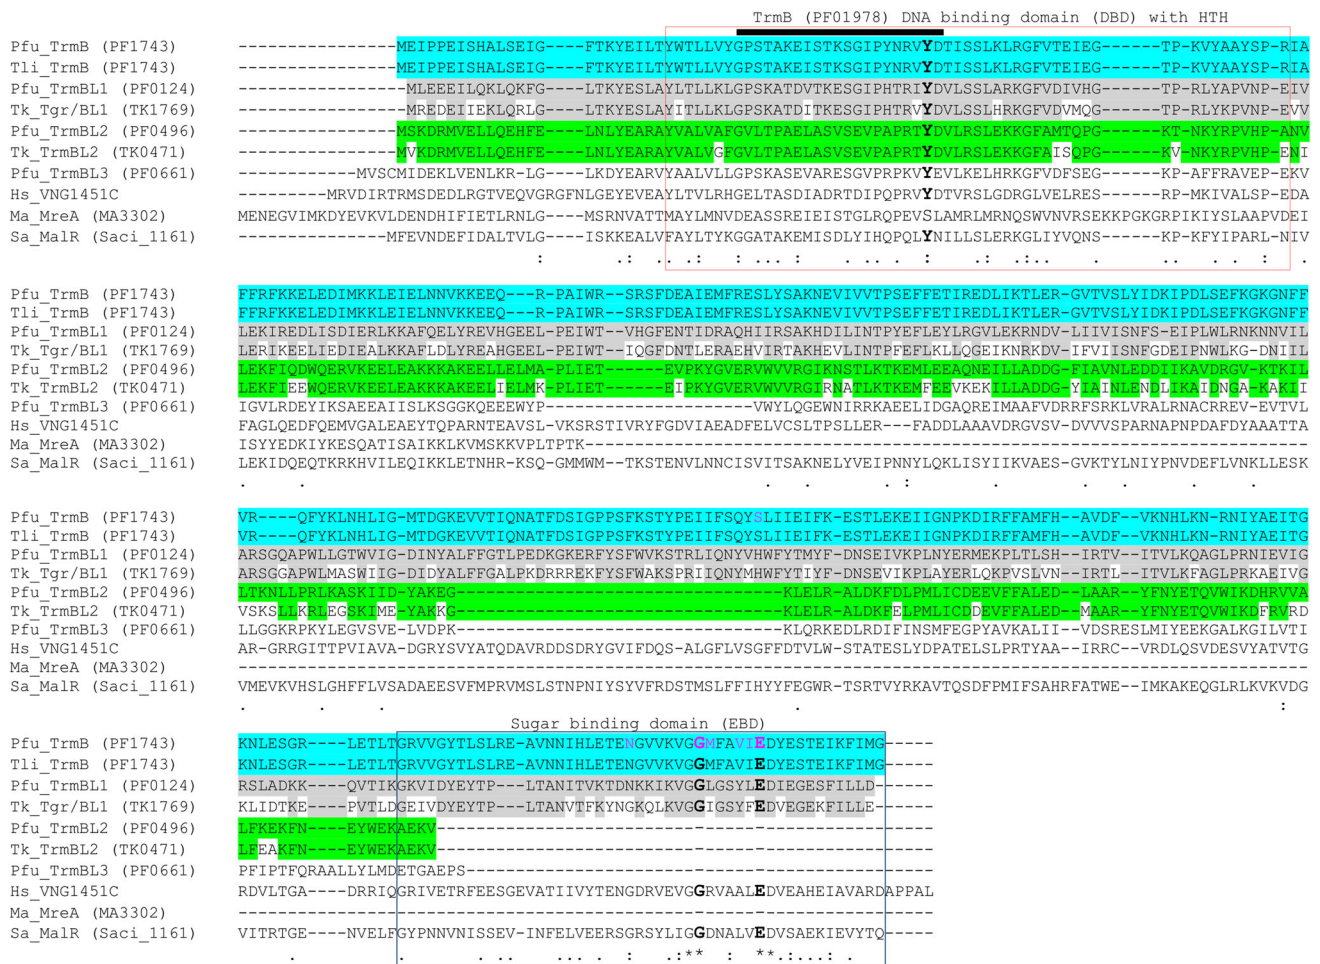 TrmB (PF01978) DNA binding domain (DBD) with HTH
Pfu_TrmB (PF1743) ----------------MEIPPEISHALSEIG----FTKYEILTYWTLLVYGPSTAKEISTKSGIPYNRVYDTISSLKLRGFVTEIEG------TP-KVYAAYSP-RIA
Tli_TrmB (PF1743) ----------------MEIPPEISHALSEIG----FTKYEILTYWTLLVYGPSTAKEISTKSGIPYNRVYDTISSLKLRGFVTEIEG------TP-KVYAAYSP-RIA
Pfu_TrmBL1 (PF0124) -----------------MLEEEILQKLQKFG----LTKYESLAYLTLLKLGPSKATDVTKESGIPHTRIYDVLSSLARKGFVDIVHG------TP-RLYAPVNP-EIV
Tk_Tgr/BL1 (TK1769) -----------------MRDEIIEKLQRLG----LTKYESLAYITLLKLGPSKATDITKESGIPHTRIYDVLSSLHRKGFVDVMQG------TP-RLYKPVNP-EVV
Pfu_TrmBL2 (PF0496) ----------------MSKDRMVELLQEHFE----LNLYEARAYVALVAFGVLTPAELASVSEVPAPRTYDVLRSLEKKGFAMTQPG------KT-NKYRPVHP-ANV
Tk_TrmBL2 (TK0471) ----------------MVKDRMVELLQEHFE----LNLYEARAYVALVGFGVLTPAELASVSEVPAPRTYDVLRSLEKKGFAISQPG------KV-NKYRPVHP-ENI
Pfu_TrmBL3 (PF0661) ------------MVSCMIDEKLVENLKR-LG----LKDYEARVYAALVLLGPSKASEVARESGVPRPKVYEVLKELHRKGFVDFSEG------KP-AFFRAVEP-EKV
Hs_VNG1451C ---------MRVDIRTRMSDEDLRGTVEQVGRGFNLGEYEVEAYLTVLRHGELTASDIADRTDIPQPRVYDTVRSLGDRGLVELRES------RP-MKIVALSP-EDA
Ma_MreA (MA3302) MENEGVIMKDYEVKVLDENDHIFIETLRNLG----MSRNVATTMAYLMNVDEASSREIEISTGLRQPEVSLAMRLMRNQSWVNVRSEKKPGKGRPIKIYSLAAPVDEI
Sa_MalR (Saci_1161) ---------------MFEVNDEFIDALTVLG----ISKKEALVFAYLTYKGGATAKEMISDLYIHQPQLYNILLSLERKGLIYVQNS------KP-KFYIPARL-NIV
Pfu_TrmB (PF1743) FFRFKKELEDIMKKLEIELNNVKKEEQ---R-PAIWR--SRSFDEAIEMFRESLYSAKNEVIVVTPSEFFETIREDLIKTLER-GVTVSLYIDKIPDLSEFKGKGNFF
Tli_TrmB (PF1743) FFRFKKELEDIMKKLEIELNNVKKEEQ---R-PAIWR--SRSFDEAIEMFRESLYSAKNEVIVVTPSEFFETIREDLIKTLER-GVTVSLYIDKIPDLSEFKGKGNFF
Pfu_TrmBL1 (PF0124) LEKIREDLISDIERLKKAFQELYREVHGEEL-PEIWT--VHGFENTIDRAQHIIRSAKHDILINTPYEFLEYLRGVLEKRNDV-LIIVISNFS-EIPLWLRNKNNVIL
Tk_Tgr/BL1 (TK1769) LERIKEELIEDIEALKKAFLDLYREAHGEEL-PEIWT--IQGFDNTLERAEHVIRTAKHEVLINTPFEFLKLLQGEIKNRKDV-IFVVISNFGDEIPNWLKG-DNIIL
Pfu_TrmBL2 (PF0496) LEKFIQDWQERVKEELEAKKKAKEELLELMA-PLIET------EVPKYGVERVWVVRGIKNSTLKTKEMLEEAQNEILLADDG-FIAVNLEDDIIKAVDRGV-KTKIL
Tk_TrmBL2 (TK0471) LEKFIEEWQERVKEELEAKKKAKEELIELMK-PLIET------EIPKYGVERVWVVRGIRNATLKTKEMFEEVKEKILLADDG-YIAINLENDLIKAIDNGA-KAKII
Pfu_TrmBL3 (PF0661) IGVLRDEYIKSAEEAIISLKSGGKQEEEWYP----------------VWYLQGEWNIRRKAEELIDGAQREIMAAFVDRRFSRKLVRALRNACRREV-EVTVL
Hs_VNG1451C FAGLQEDFQEMVGALEAEYTQPARNTEAVSL-VKSRSTIVRYFGDVIAEADFELVCSLTPSLLER---FADDLAAAVDRGVSV-DVVVSPARNAPNPDAFDYAAATTA
Ma_MreA (MA3302) ISYYEDKIYKESQATISAIKKLKVMSKKVPLTPTK-------------------------------------------------------------------------
Sa_MalR (Saci_1161) LEKIDQEQTKRKHVILEQIKKLETNHR-KSQ-GMMWM--TKSTENVLNNCISVITSAKNELYVEIPNNYLQKLISYIIKVAES-GVKTYLNIYPNVDEFLVNKLLESK
Pfu_TrmB (PF1743) VR----QFYKLNHLIG-MTDGKEVVTIQNATFDSIGPPSFKSTYPEIIFSQYSLIIEIFK-ESTLEKEIIGNPKDIRFFAMFH--AVDF--VKNHLKN-RNIYAEITG
Tli_TrmB (PF1743) VR----QFYKLNHLIG-MTDGKEVVTIQNATFDSIGPPSFKSTYPEIIFSQYSLIIEIFK-ESTLEKEIIGNPKDIRFFAMFH--AVDF--VKNHLKN-RNIYAEITG
Pfu_TrmBL1 (PF0124) ARSGQAPWLLGTWVIG-DINYALFFGTLPEDKGKERFYSFWVKSTRLIQNYVHWFYTMYF-DNSEIVKPLNYERMEKPLTLSH--IRTV--ITVLKQAGLPRNIEVIG
Tk_Tgr/BL1 (TK1769) ARSGGAPWLMASWIIG-DIDYALFFGALPKDRRREKFYSFWAKSPRIIQNYMHWFYTIYF-DNSEVIKPLAYERLQKPVSLVN--IRTL--ITVLKFAGLPRKAEIVG
Pfu_TrmBL2 (PF0496) LTKNLLPRLKASKIID-YAKEG-----------------------------KLELR-ALDKFDLPMLICDEEVFFALED--LAAR--YFNYETQVWIKDHRVVA
Tk_TrmBL2 (TK0471) VSKSLLKRLEGSKIME-YAKKG-----------------------------KLELR-ALDKFELPMLICDDEVFFALED--MAAR--YFNYETQVWIKDFRVRD
Pfu_TrmBL3 (PF0661) LLGGKRPKYLEGVSVE-LVDPK-----------------------------KLQRKEDLRDIFINSMFEGPYAVKALII--VDSRESLMIYEEKGALKGILVTI
Hs_VNG1451C AR-GRRGITTPVIAVA-DGRYSVYATQDAVRDDSDRYGVIFDQS-ALGFLVSGFFDTVLW-STATESLYDPATELSLPRTYAA--IRRC--VRDLQSVDESVYATVTG
Ma_MreA (MA3302) ------------------------------------------------------------------------------------------------------------
Sa_MalR (Saci_1161) VMEVKVHSLGHFFLVSADAEESVFMPRVMSLSTNPNIYSYVFRDSTMSLFFIHYYFEGWR-TSRTVYRKAVTQSDFPMIFSAHRFATWE--IMKAKEQGLRLKVKVDG
Sugar binding domain (EBD)
Pfu_TrmB (PF1743) KNLESGR----LETLTGRVVGYTLSLRE-AVNNIHLETENGVVKVGGMFAVIEDYESTEIKFIMG-----
Tli_TrmB (PF1743) KNLESGR----LETLTGRVVGYTLSLRE-AVNNIHLETENGVVKVGGMFAVIEDYESTEIKFIMG-----
Pfu_TrmBL1 (PF0124) RSLADKK----QVTIKGKVIDYEYTP---LTANITVKTDNKKIKVGGLGSYLEDIEGESFILLD------
Tk_Tgr/BL1 (TK1769) KLIDTKE----PVTLDGEIVDYEYTP---LTANVTFKYNGKQLKVGGIGSYFEDVEGEKFILLE------
Pfu_TrmBL2 (PF0496) LFKEKFN----EYWEKAEKV--------------------------------------------------
Tk_TrmBL2 (TK0471) LFEAKFN----EYWEKAEKV--------------------------------------------------
Pfu_TrmBL3 (PF0661) PFIPTFQRAALLYLMDETGAEPS-----------------------------------------------
Hs_VNG1451C RDVLTGA----DRRIQGRIVETRFEESGEVATIIVYTENGDRVEVGGRVAALEDVEAHEIAVARDAPPAL
Ma_MreA (MA3302) ----------------------------------------------------------------------
Sa_MalR (Saci_1161) VITRTGE----NVELFGYPNNVNISSEV-INFELVEERSGRSYLIGGDNALVEDVSAEKIEVYTQ-----